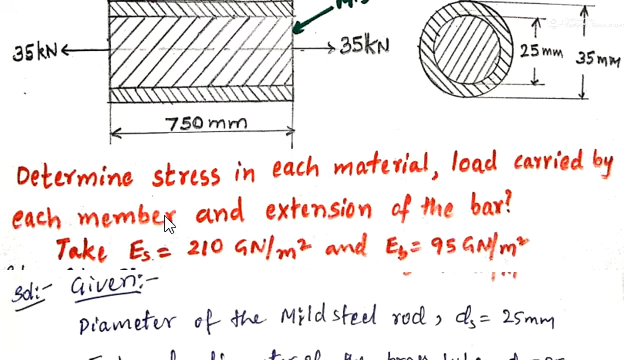 35kN
35kN
25mm
35mm
750mm
Determine stress in each material, load carried by
each member and extension of the bar?
Take Es = 210 GN/m² and Eb = 95 GN/m²
Sol:- Given:-
Diameter of the Mild steel rod, ds = 25mm